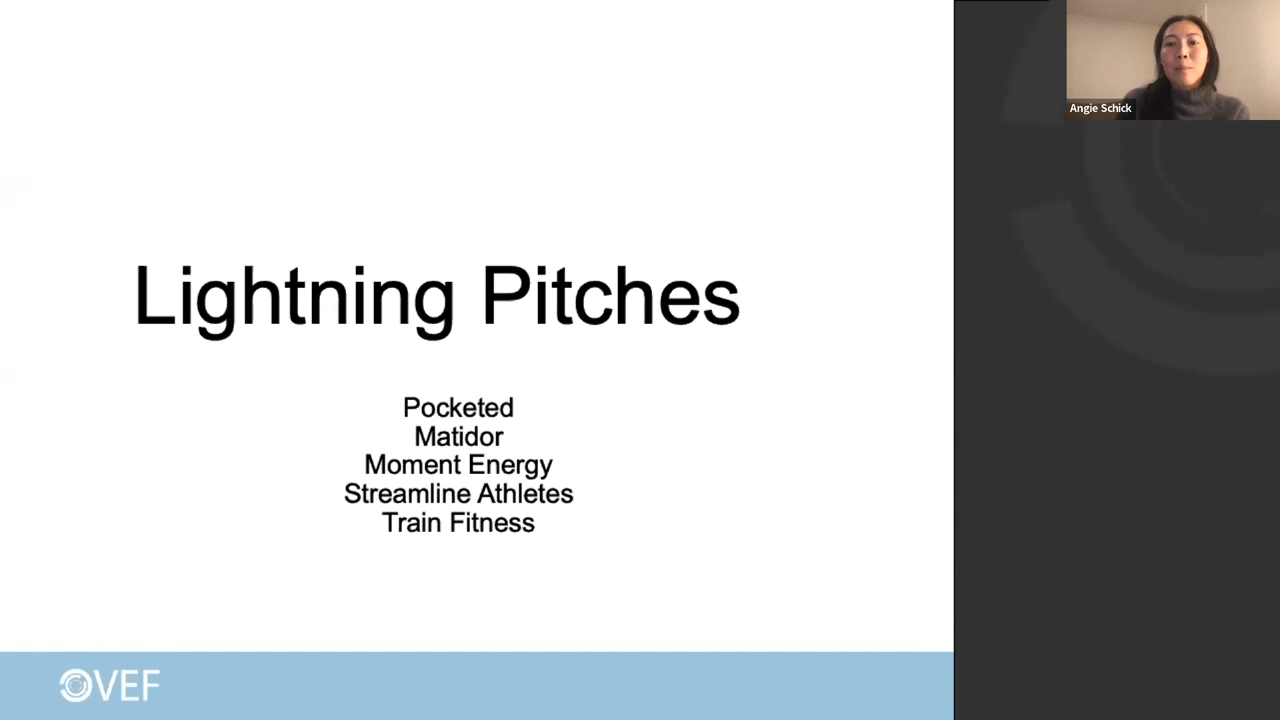 Lightning Pitches
Pocketed
Matidor
Moment Energy
Streamline Athletes
Train Fitness
VEF
Angie Schick